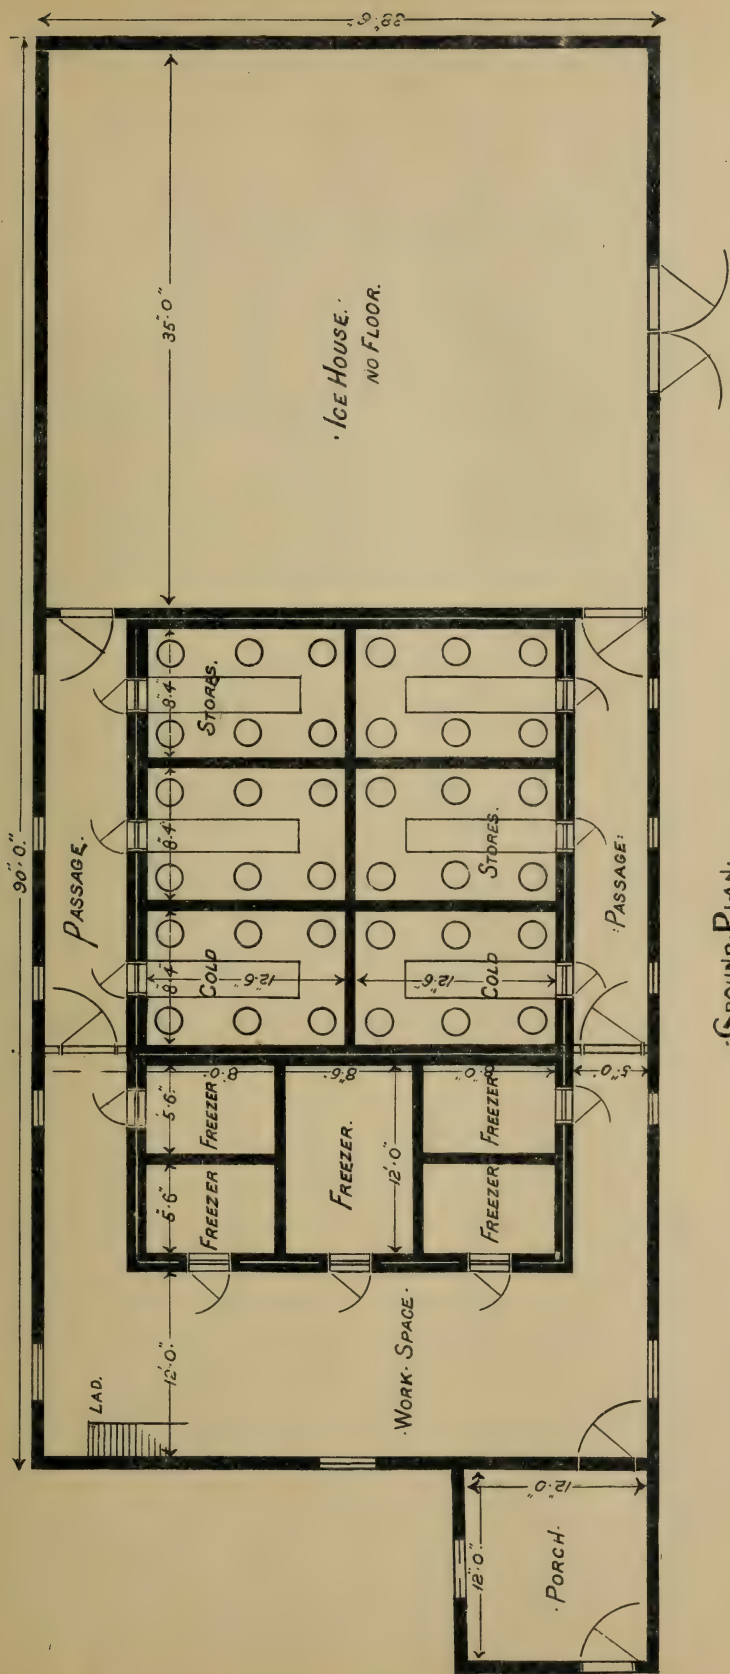 38'·6"
90'·0"
35'·0"
·ICE HOUSE.·
NO FLOOR.
PASSAGE.
8'·4"
STORES.
8'·4"
STORES.
8'·4"
COLD
12'·6"
12'·6"
COLD
:PASSAGE:
8'·0"
8'·6"
8'·0"
5'·0"
5'·6"
FREEZER
FREEZER.
12'·0"
FREEZER
5'·6"
FREEZER
FREEZER
12'·0"
LAD.
·WORK·SPACE·
12'·0"
12'·0"
·PORCH·
·GROUND PLAN·